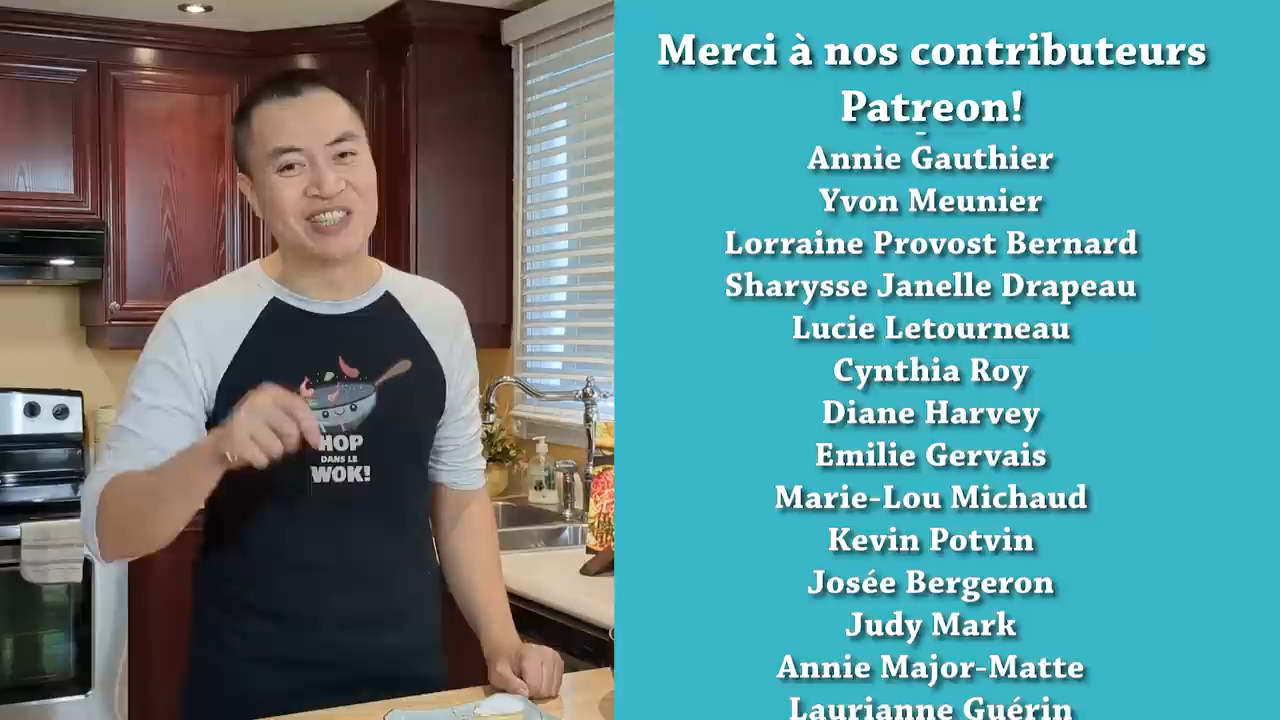 Merci à nos contributeurs
Patreon!
Annie Gauthier
Yvon Meunier
Lorraine Provost Bernard
Sharysse Janelle Drapeau
Lucie Letourneau
Cynthia Roy
Diane Harvey
Emilie Gervais
Marie-Lou Michaud
Kevin Potvin
Josée Bergeron
Judy Mark
Annie Major-Matte
Laurianne Guérin
HOP
DANS LE
WOK!